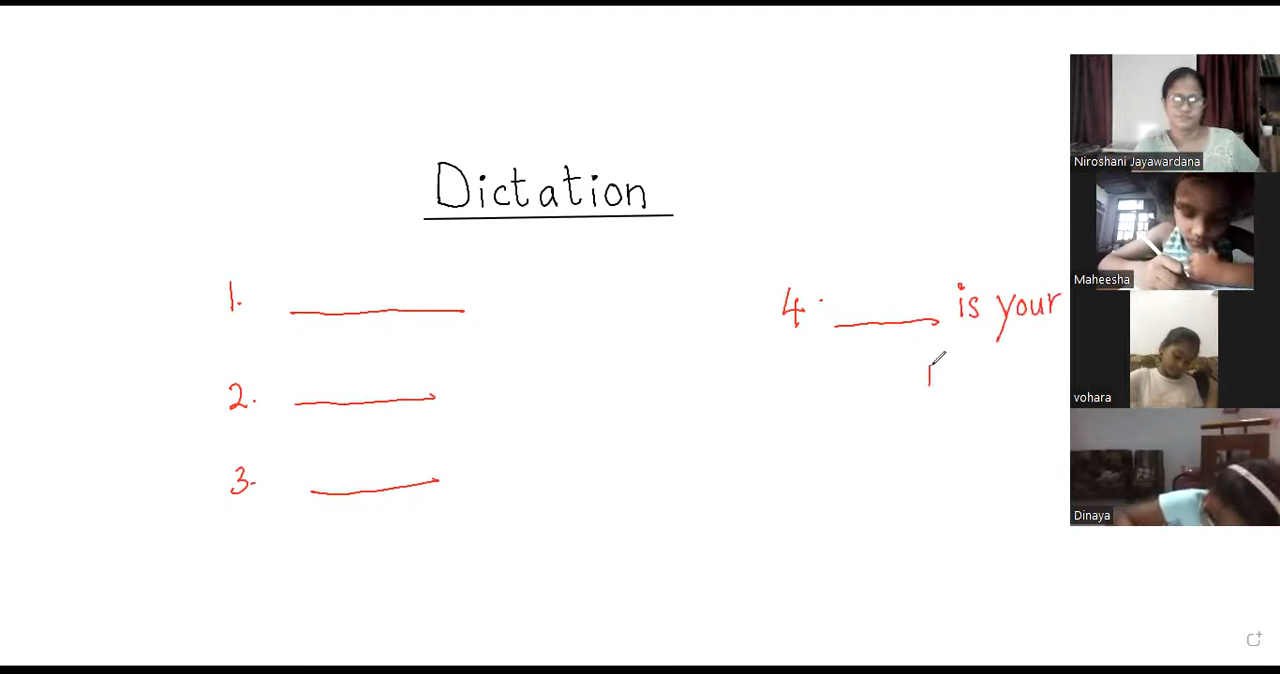 Dictation
1.
2.
3.
4. is your
Niroshani Jayawardana
Maheesha
vohara
Dinaya